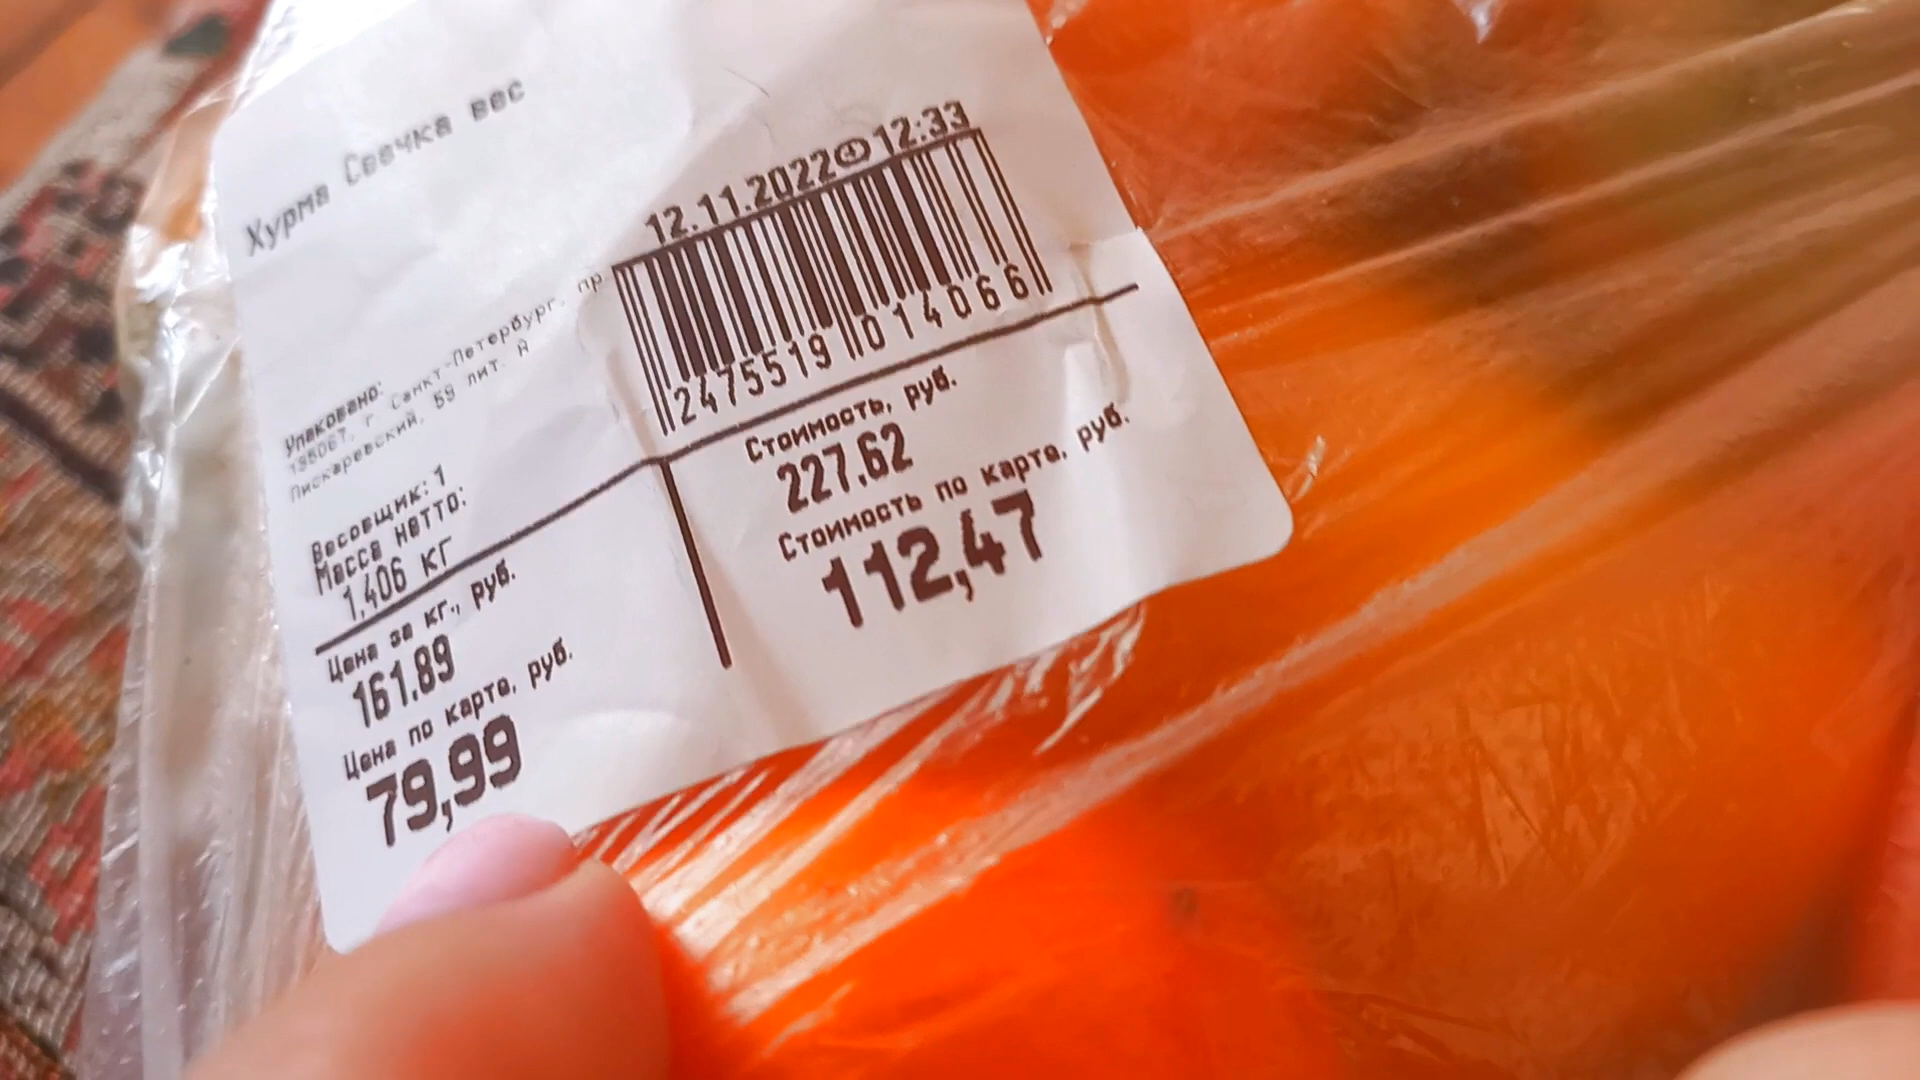 Хурма Свечка вес
12.11.2022 12:33
2475519 014066
Упаковано:
195067, г. Санкт-Петербург, пр
Пискаревский, 59 лит. А
Весовщик: 1
Масса нетто:
1,406 кг
Цена за кг., руб.
161,89
Цена по карте, руб.
79,99
Стоимость, руб.
227,62
Стоимость по карте, руб.
112,47